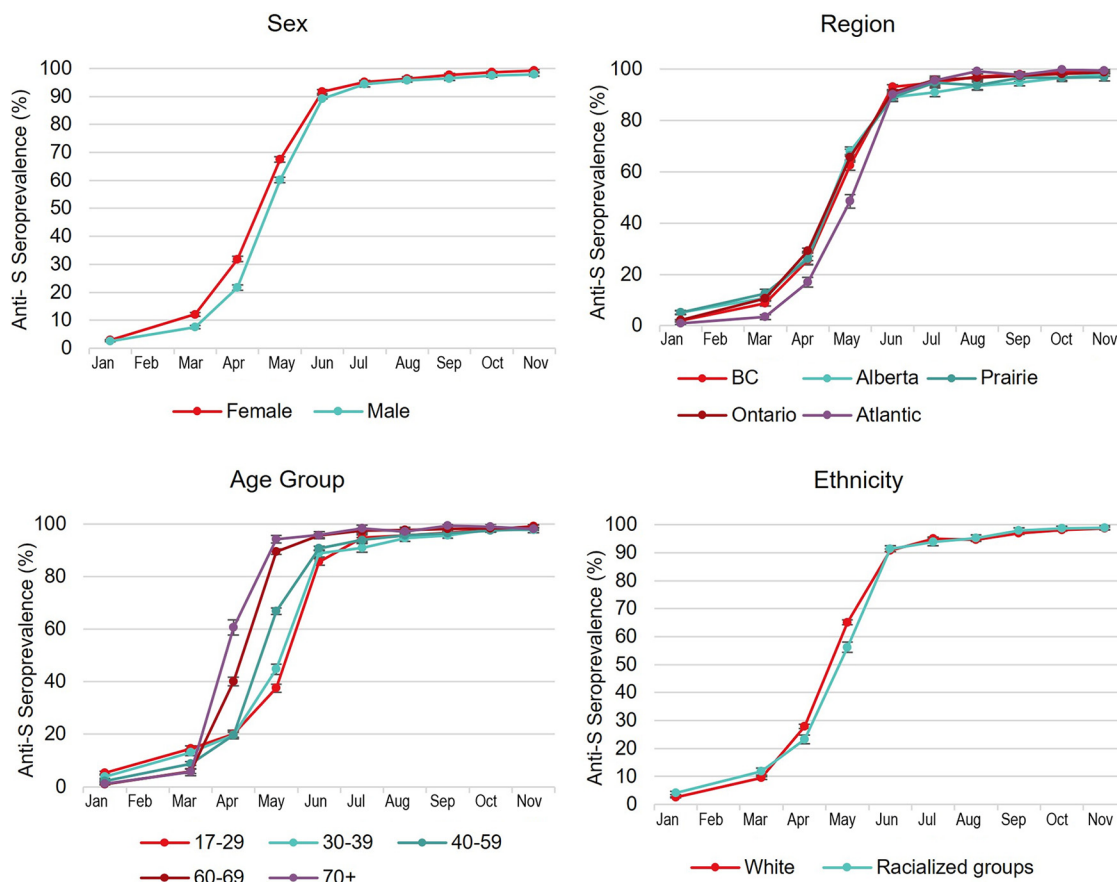 Sex
Anti- S Seroprevalence (%)
100
90
80
70
60
50
40
30
20
10
0
Jan Feb Mar Apr May Jun Jul Aug Sep Oct Nov
Female Male
Region
Anti-S Seroprevalence (%)
100
80
60
40
20
0
Jan Feb Mar Apr May Jun Jul Aug Sep Oct Nov
BC Alberta Prairie
Ontario Atlantic
Age Group
Anti-S Seroprevalence (%)
100
80
60
40
20
0
Jan Feb Mar Apr May Jun Jul Aug Sep Oct Nov
17-29 30-39 40-59
60-69 70+
Ethnicity
Anti-S Seroprevalence (%)
100
90
80
70
60
50
40
30
20
10
0
Jan Feb Mar Apr May Jun Jul Aug Sep Oct Nov
White Racialized groups